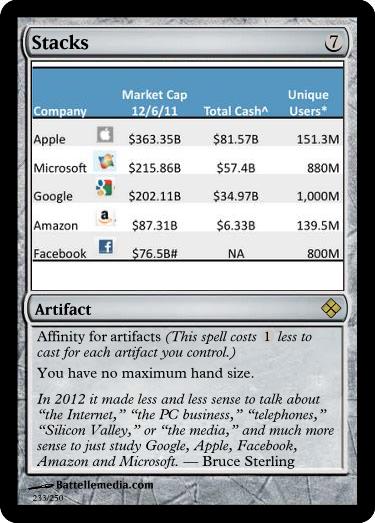 Stacks 7
Company Market Cap 12/6/11 Total Cash^ Unique Users*
Apple $363.35B $81.57B 151.3M
Microsoft $215.86B $57.4B 880M
Google $202.11B $34.97B 1,000M
Amazon a $87.31B $6.33B 139.5M
Facebook f $76.5B# NA 800M
Artifact
Affinity for artifacts (This spell costs 1 less to
cast for each artifact you control.)
You have no maximum hand size.
In 2012 it made less and less sense to talk about
“the Internet,” “the PC business,” “telephones,”
“Silicon Valley,” or “the media,” and much more
sense to just study Google, Apple, Facebook,
Amazon and Microsoft. — Bruce Sterling
Battellemedia.com
233/250